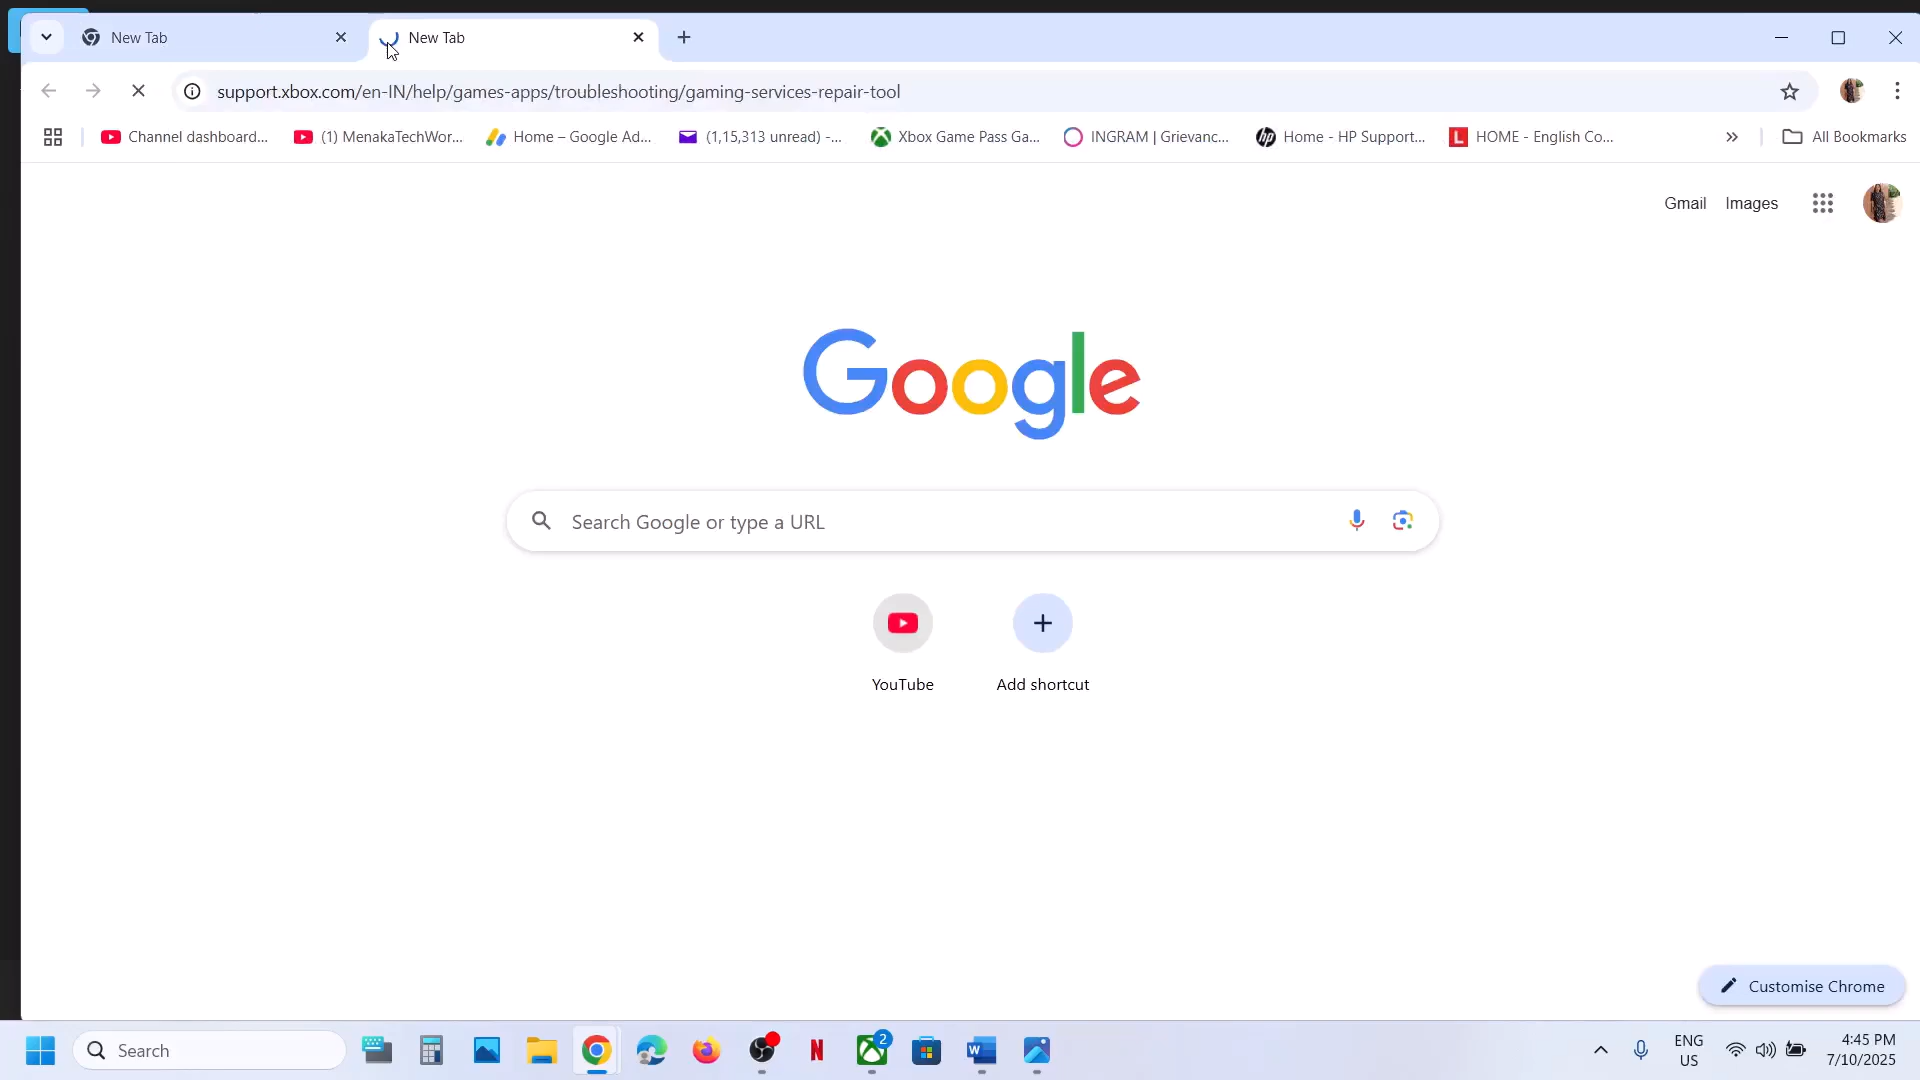 New Tab
New Tab
support.xbox.com/en-IN/help/games-apps/troubleshooting/gaming-services-repair-tool
Channel dashboard...
(1) MenakaTechWor...
Home – Google Ad...
(1,15,313 unread) -...
Xbox Game Pass Ga...
INGRAM | Grievanc...
hp
Home - HP Support...
L
HOME - English Co...
All Bookmarks
Gmail
Images
Google
Search Google or type a URL
YouTube
Add shortcut
Customise Chrome
Search
N
2
W
ENG
US
4:45 PM
7/10/2025